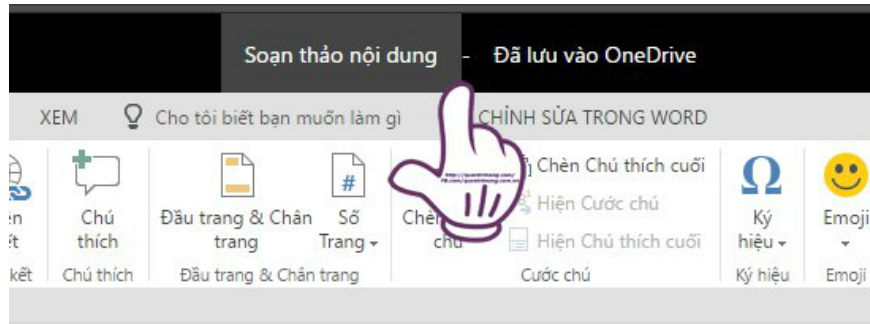 Soạn thảo nội dung - Đã lưu vào OneDrive
XEM Cho tôi biết bạn muốn làm gì CHỈNH SỬA TRONG WORD
Chèn Chú thích cuối
Hiện Cước chú
Hiện Chú thích cuối
Chú thích
Đầu trang & Chân trang
Số Trang
chú
Ký hiệu
Emoji
kết Chú thích Đầu trang & Chân trang Cước chú Ký hiệu Emoji